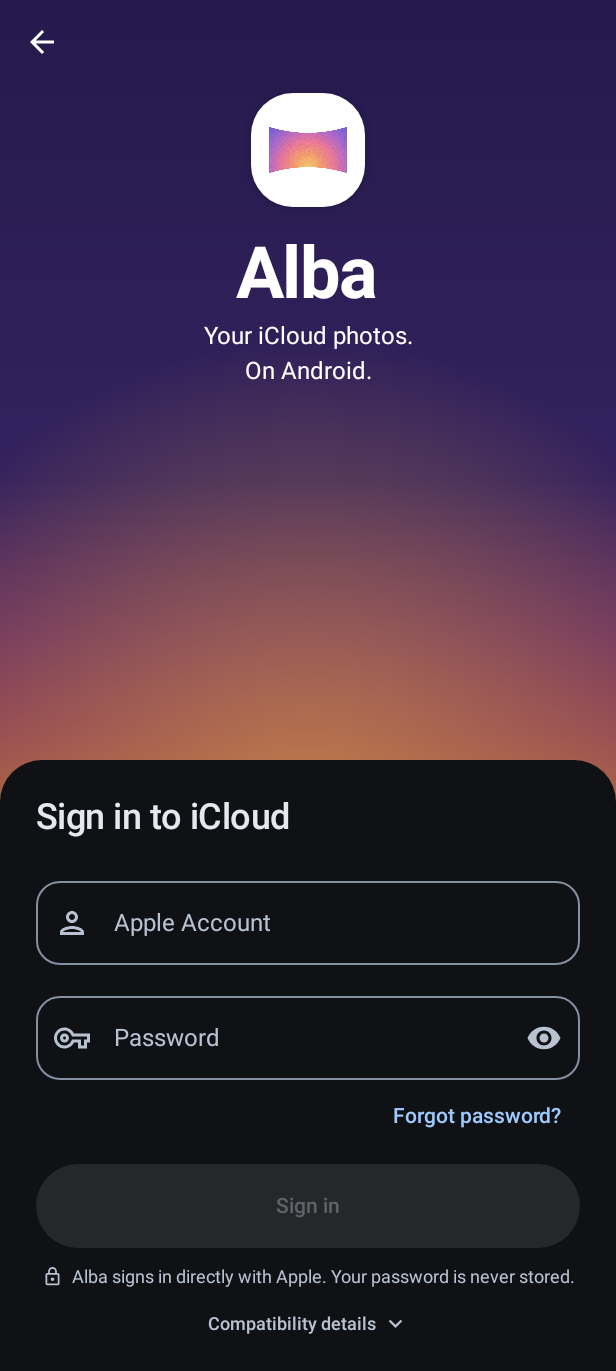 Alba
Your iCloud photos.
On Android.
Sign in to iCloud
Apple Account
Password
Forgot password?
Sign in
Alba signs in directly with Apple. Your password is never stored.
Compatibility details